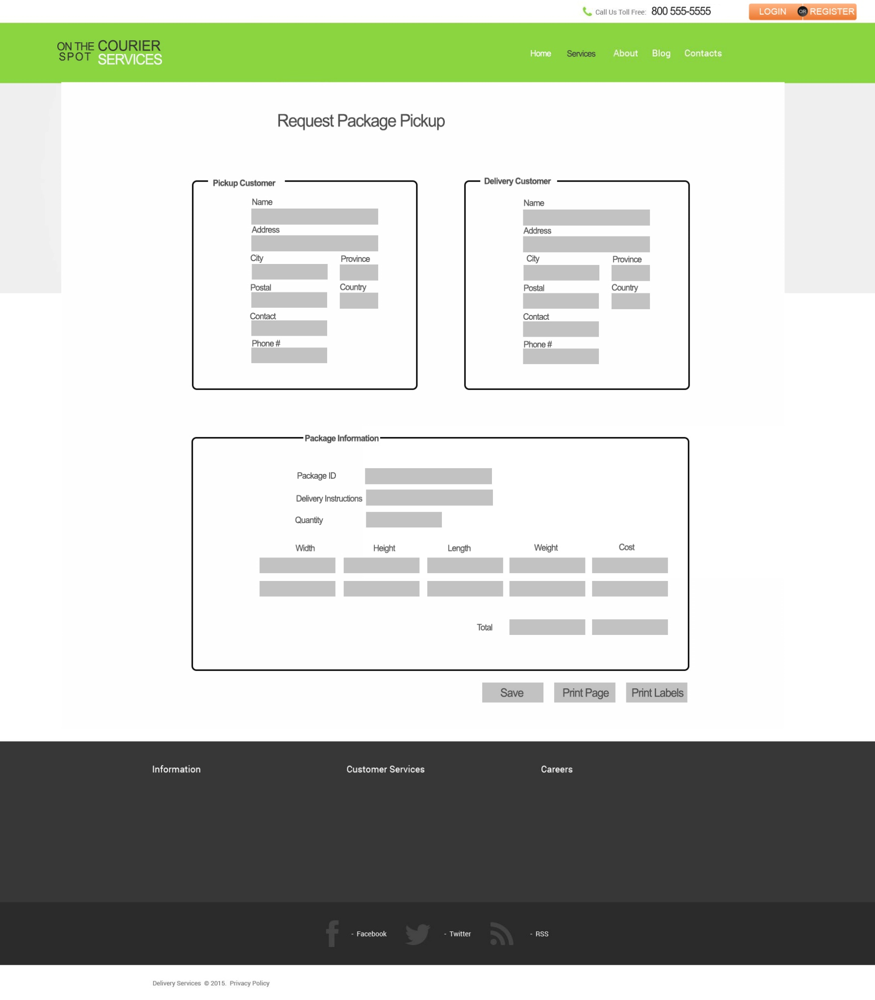 Call Us Toll Free: 800 555-5555 LOGIN OR REGISTER
ON THE COURIER
SPOT SERVICES
Home Services About Blog Contacts
Request Package Pickup
Pickup Customer
Name
Address
City Province
Postal Country
Contact
Phone #
Delivery Customer
Name
Address
City Province
Postal Country
Contact
Phone #
Package Information
Package ID
Delivery Instructions
Quantity
Width Height Length Weight Cost
Total
Save Print Page Print Labels
Information Customer Services Careers
- Facebook - Twitter - RSS
Delivery Services © 2015. Privacy Policy